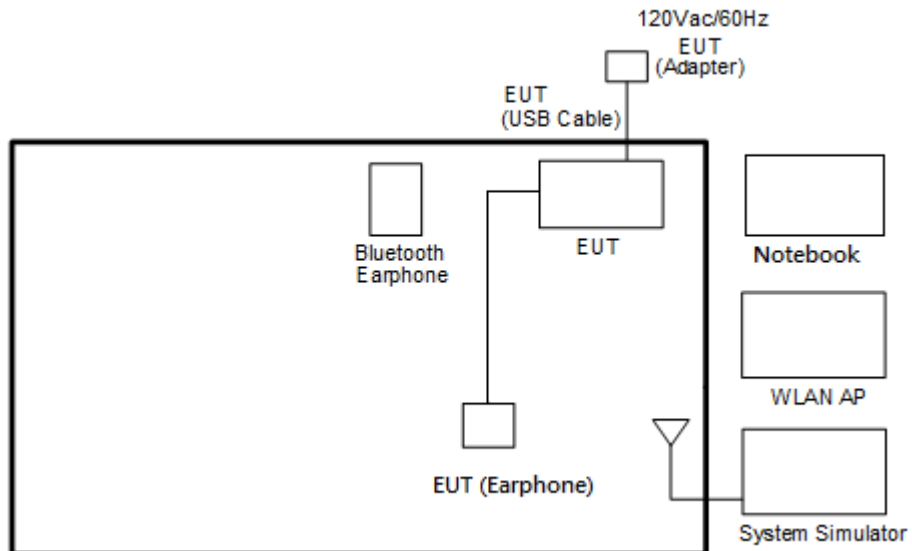 120Vac/60Hz
EUT
(Adapter)
EUT
(USB Cable)
Bluetooth
Earphone
EUT
Notebook
WLAN AP
EUT (Earphone)
System Simulator